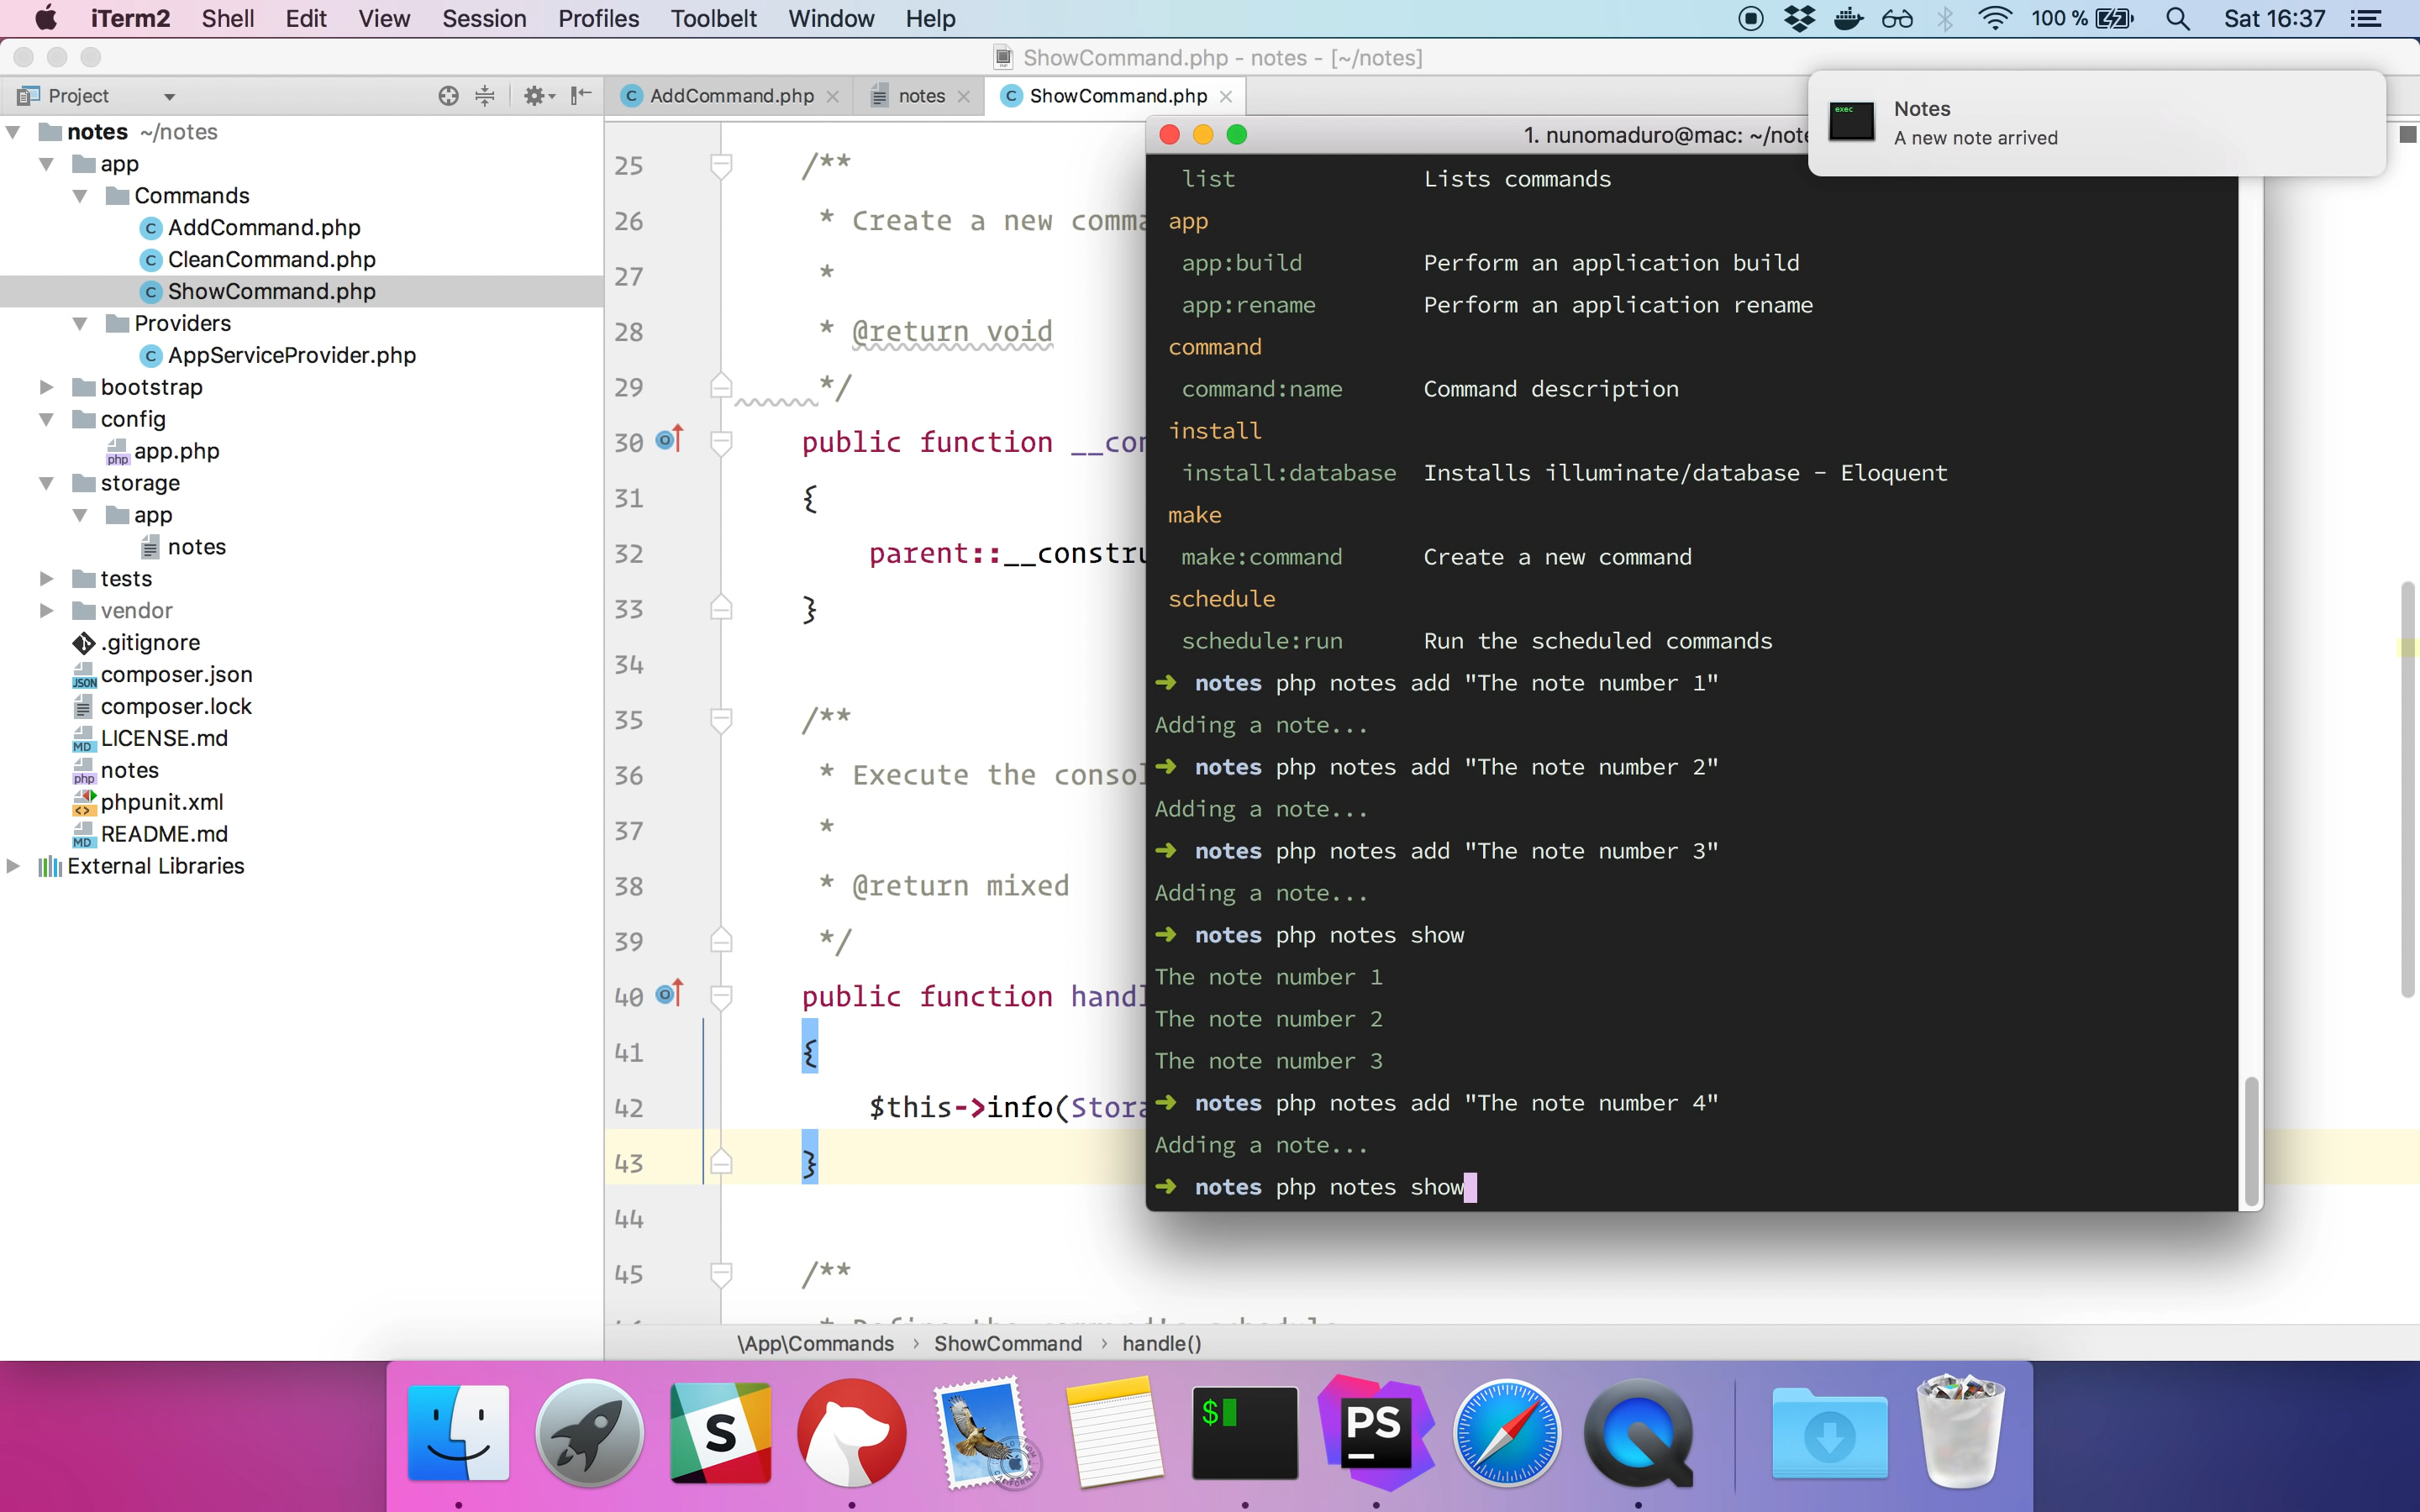 iTerm2 Shell Edit View Session Profiles Toolbelt Window Help 100 % Sat 16:37
ShowCommand.php - notes - [~/notes]
Project
AddCommand.php notes ShowCommand.php
notes ~/notes
app
Commands
AddCommand.php
CleanCommand.php
ShowCommand.php
Providers
AppServiceProvider.php
bootstrap
config
app.php
storage
app
notes
tests
vendor
.gitignore
composer.json
composer.lock
LICENSE.md
notes
phpunit.xml
README.md
External Libraries
25 /**
26 * Create a new comma
27 *
28 * @return void
29 */
30 public function __con
31 {
32 parent::__constru
33 }
34
35 /**
36 * Execute the consol
37 *
38 * @return mixed
39 */
40 public function handl
41 {
42 $this->info(Stora
43 }
44
45 /**
\App\Commands › ShowCommand › handle()
1. nunomaduro@mac: ~/note
exec
Notes
A new note arrived
list Lists commands
app
app:build Perform an application build
app:rename Perform an application rename
command
command:name Command description
install
install:database Installs illuminate/database - Eloquent
make
make:command Create a new command
schedule
schedule:run Run the scheduled commands
➜ notes php notes add "The note number 1"
Adding a note...
➜ notes php notes add "The note number 2"
Adding a note...
➜ notes php notes add "The note number 3"
Adding a note...
➜ notes php notes show
The note number 1
The note number 2
The note number 3
➜ notes php notes add "The note number 4"
Adding a note...
➜ notes php notes show
S
$
PS